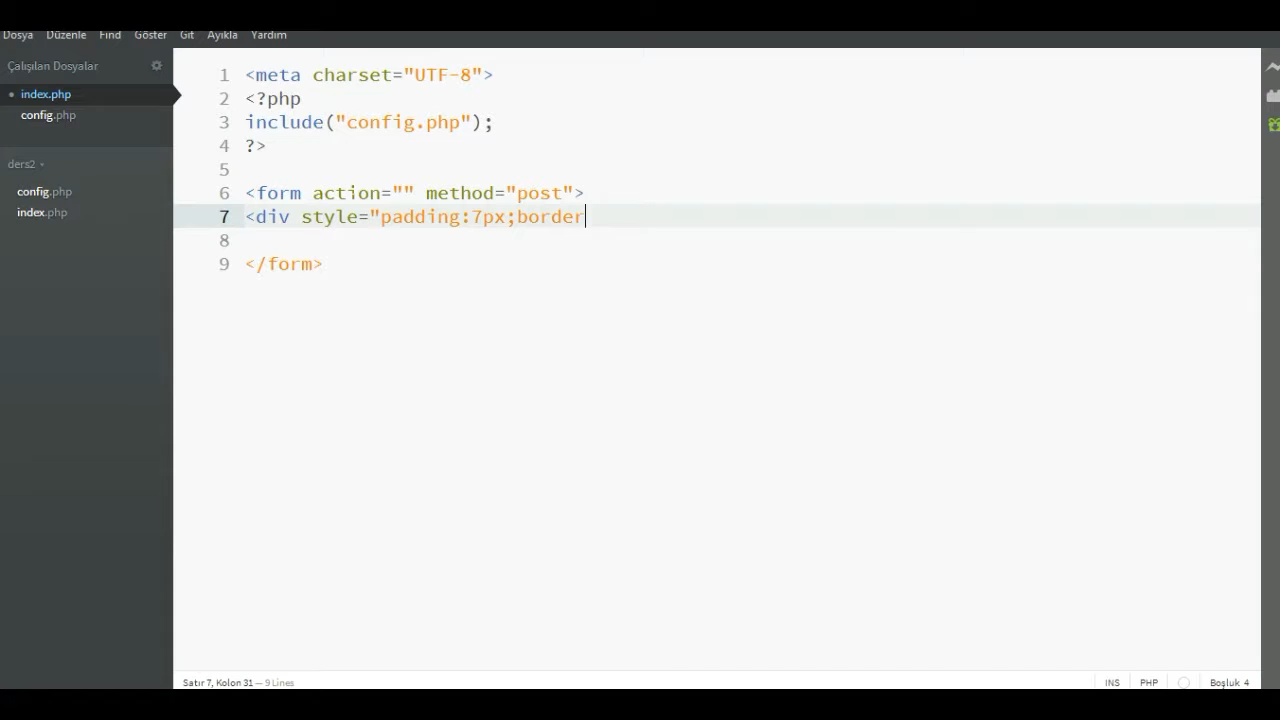 Dosya Düzenle Find Göster Git Ayıkla Yardım
Çalışılan Dosyalar
index.php
config.php
ders2
config.php
index.php
1 <meta charset="UTF-8">
2 <?php
3 include("config.php");
4 ?>
5
6 <form action="" method="post">
7 <div style="padding:7px;border
8
9 </form>
Satır 7, Kolon 31 — 9 Lines
INS PHP Boşluk 4